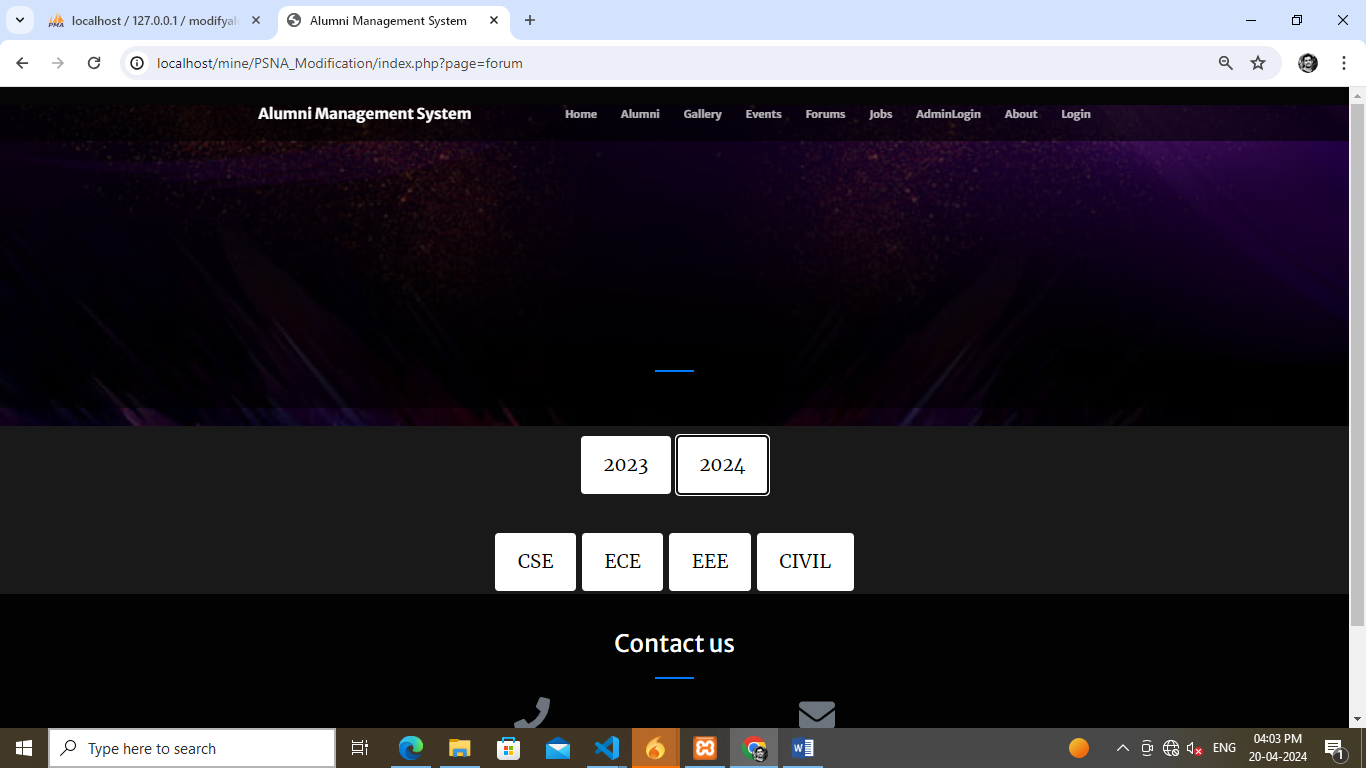 localhost / 127.0.0.1 / modifyal
Alumni Management System
localhost/mine/PSNA_Modification/index.php?page=forum
Alumni Management System Home Alumni Gallery Events Forums Jobs AdminLogin About Login
2023 2024
CSE ECE EEE CIVIL
Contact us
Type here to search
ENG
04:03 PM
20-04-2024
1